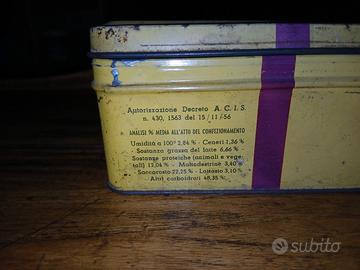 Autorizzazione Decreto A. C. I. S.
n. 430, 1563 del 15 / 11 / 56
ANALISI % MEDIA ALL'ATTO DEL CONFEZIONAMENTO
Umidità a 100° 2,84 % - Ceneri 1,36 %
- Sostanza grassa del latte 6,66 % -
Sostanze proteiche (animali e vege-
tali) 13,04 % - Maltodestrine 3,40 %
- Saccarosio 22,25 % - Lattosio 3,10 %
Altri carboidrati 48,35 %
subito